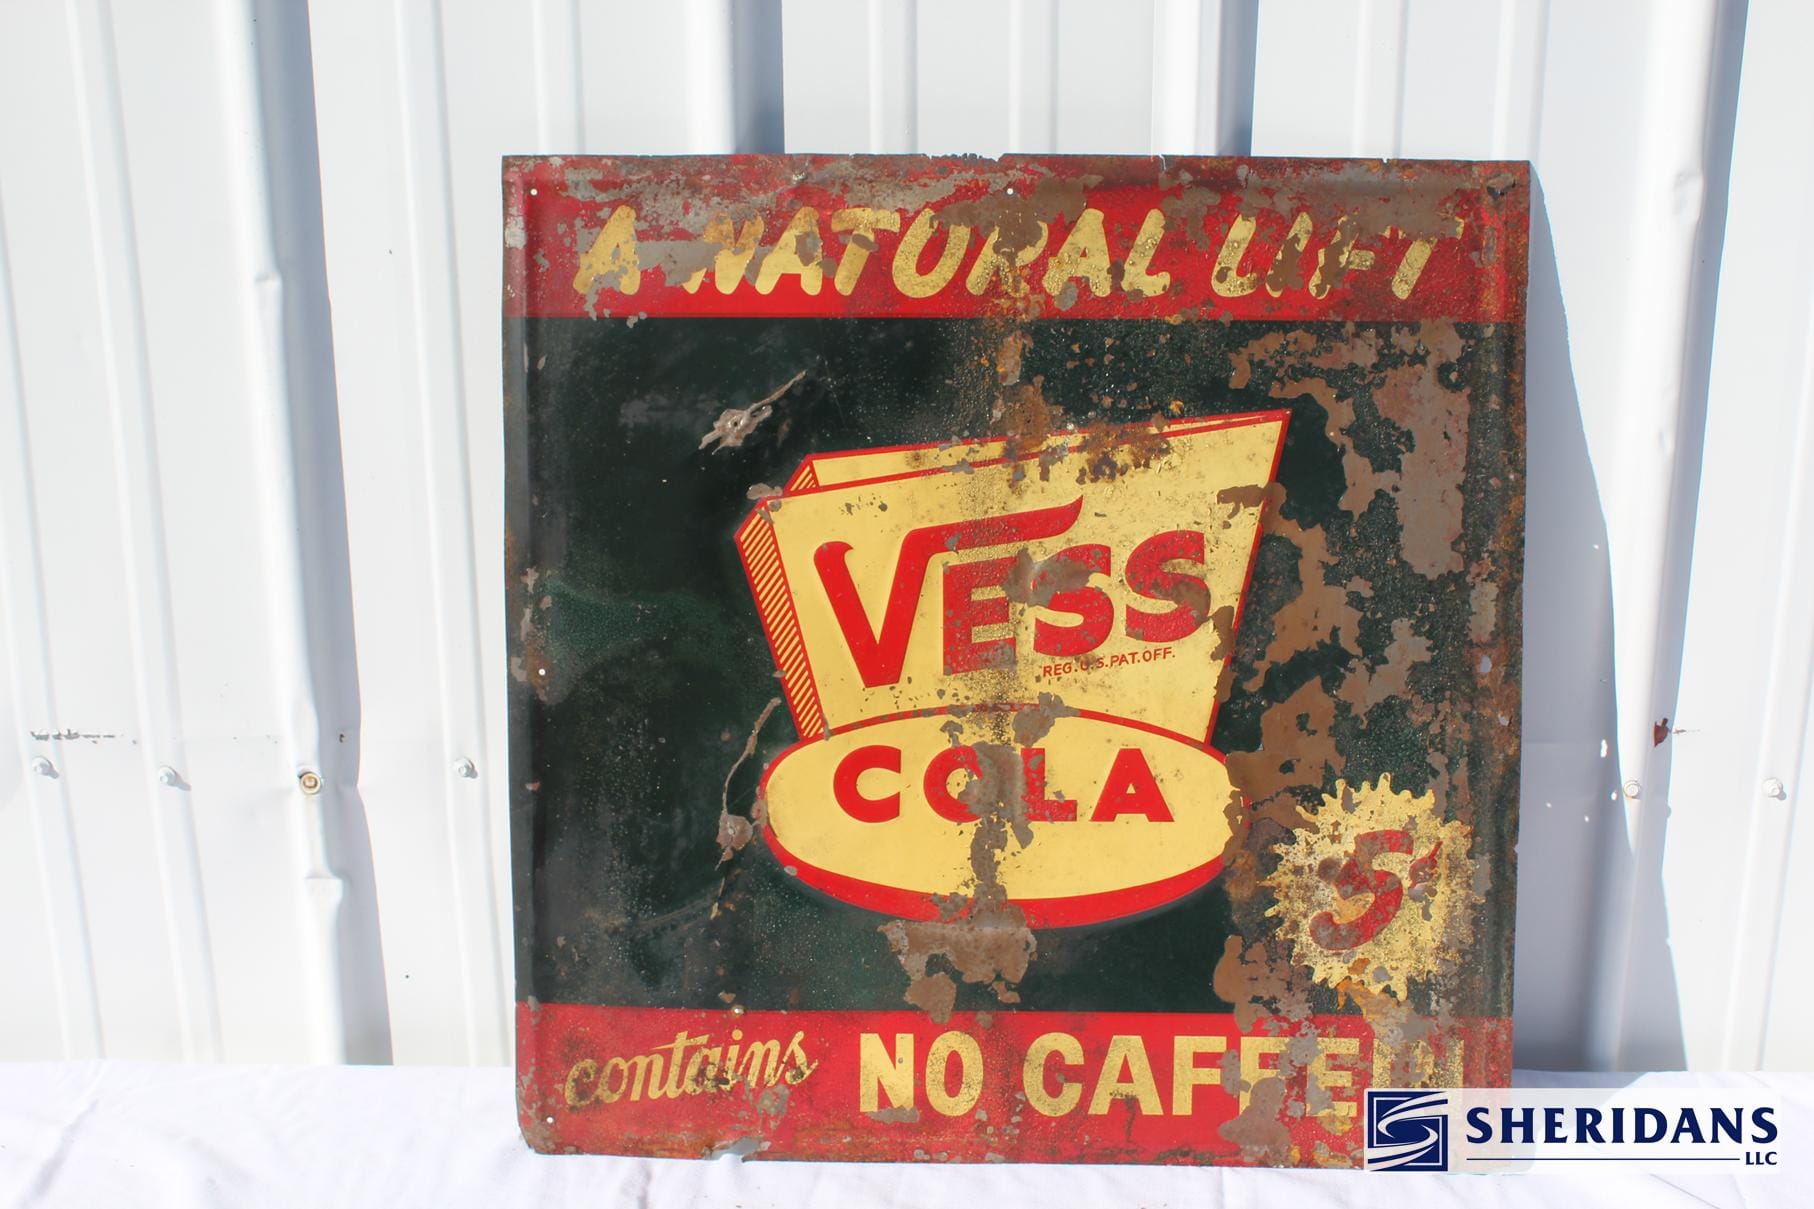 A NATURAL LIFT
VESS
REG. U.S. PAT. OFF.
COLA
5
contains NO CAFFEIN
SHERIDANS
LLC